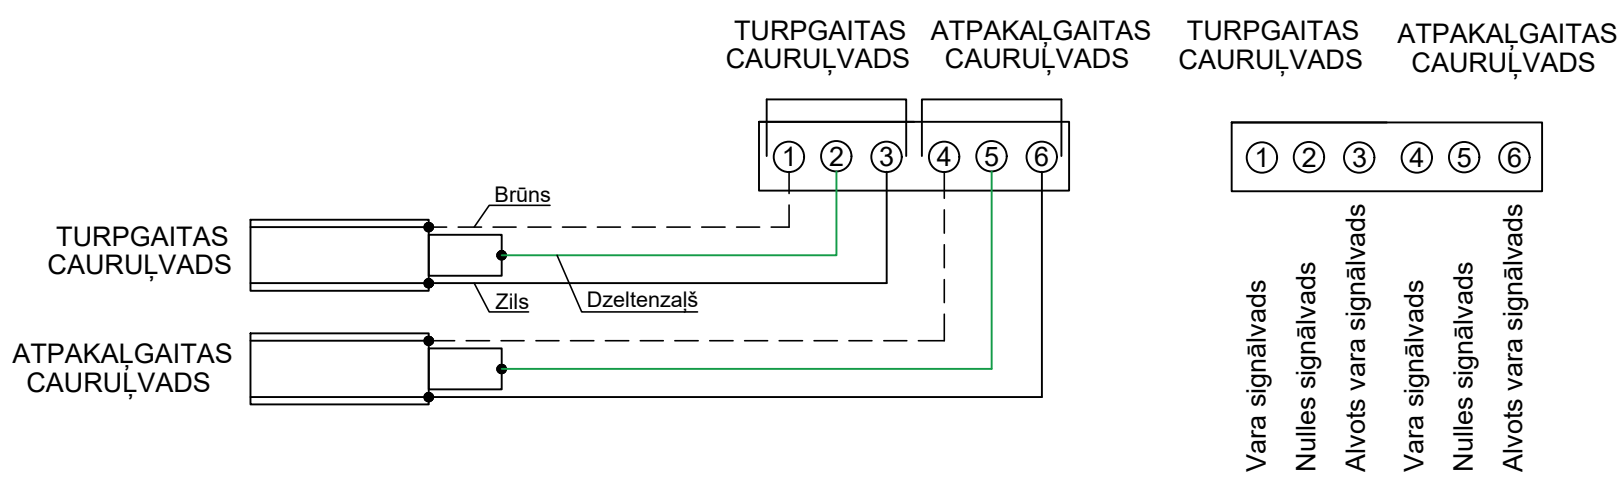 TURPGAITAS
CAURUĻVADS
ATPAKAĻGAITAS
CAURUĻVADS
TURPGAITAS
CAURUĻVADS
ATPAKAĻGAITAS
CAURUĻVADS
1 2 3 4 5 6
1 2 3 4 5 6
Brūns
TURPGAITAS
CAURUĻVADS
Zils
Dzeltenzaļš
ATPAKAĻGAITAS
CAURUĻVADS
Vara signālvads
Nulles signālvads
Alvots vara signālvads
Vara signālvads
Nulles signālvads
Alvots vara signālvads